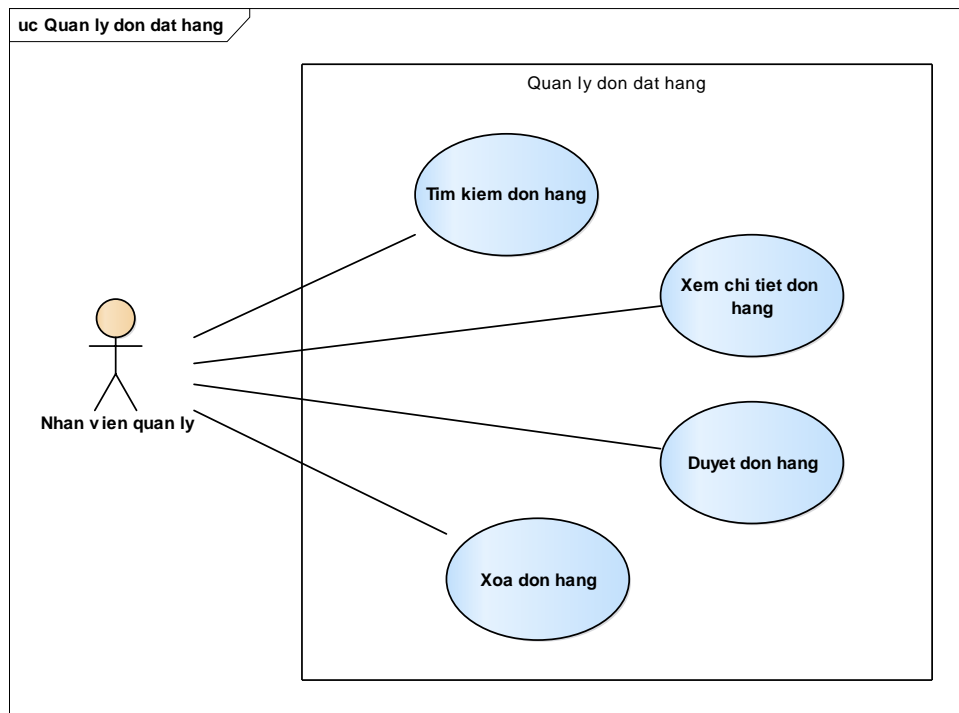 uc Quan ly don dat hang
Quan ly don dat hang
Tim kiem don hang
Xem chi tiet don
hang
Nhan vien quan ly
Duyet don hang
Xoa don hang